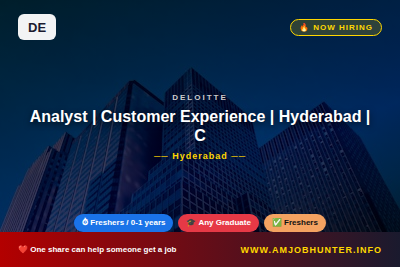 DE
🔥 NOW HIRING
DELOITTE
Analyst | Customer Experience | Hyderabad |
C
── Hyderabad ──
⏱ Freshers / 0-1 years
🎓 Any Graduate
✅ Freshers
❤️ One share can help someone get a job
WWW.AMJOBHUNTER.INFO